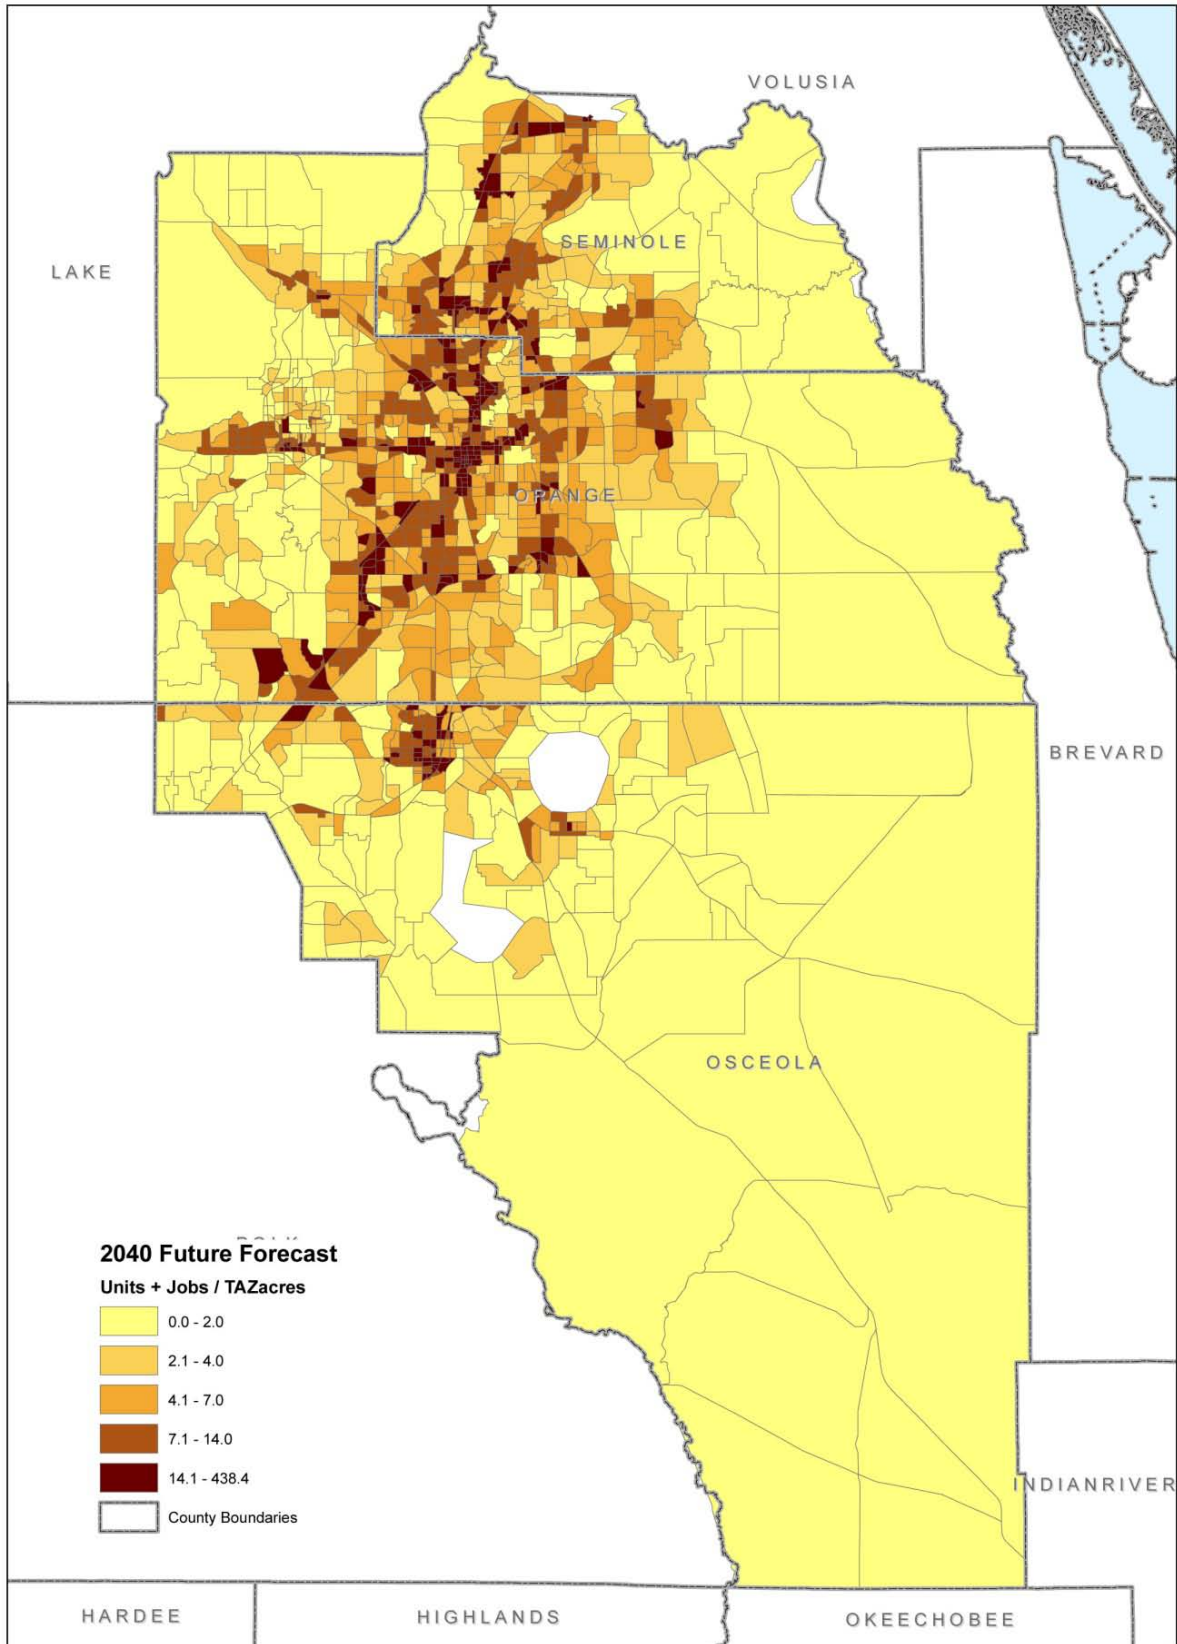 VOLUSIA
SEMINOLE
LAKE
ORANGE
BREVARD
OSCEOLA
2040 Future Forecast
Units + Jobs / TAZacres
0.0 - 2.0
2.1 - 4.0
4.1 - 7.0
7.1 - 14.0
14.1 - 438.4
County Boundaries
INDIANRIVER
HARDEE
HIGHLANDS
OKEECHOBEE